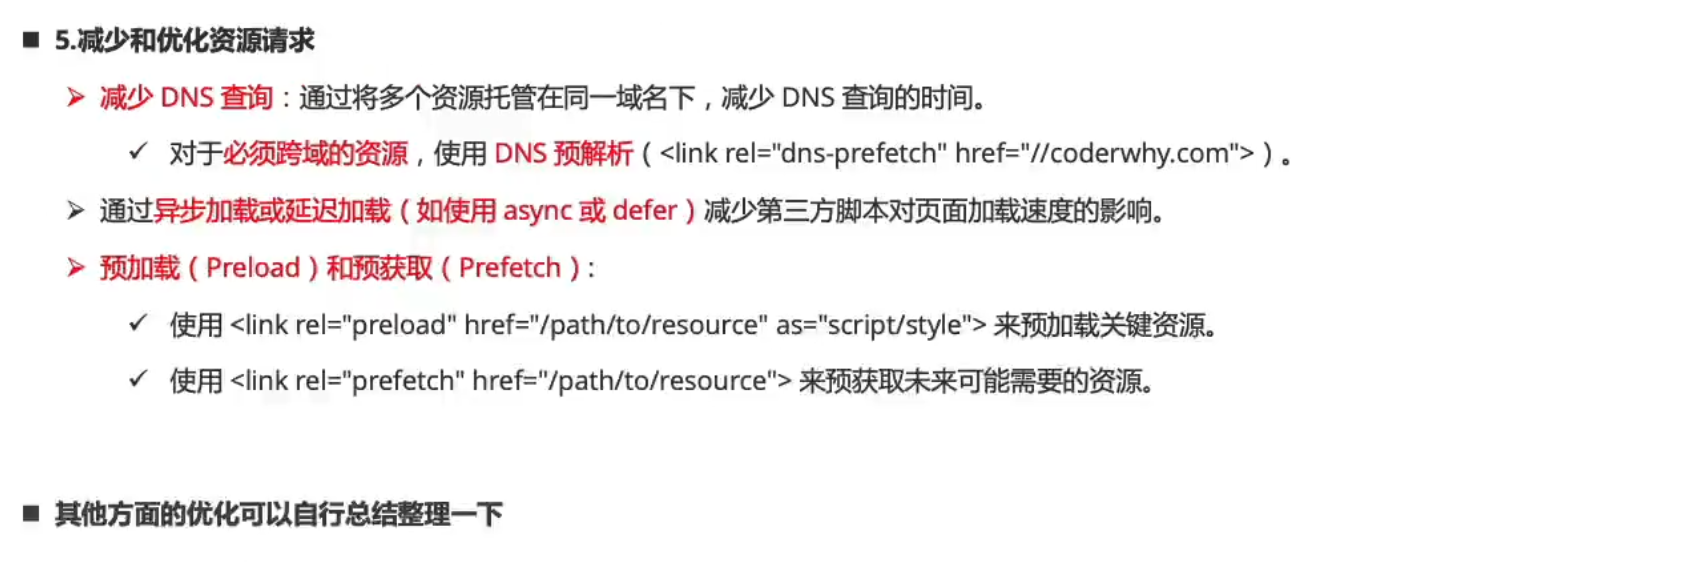 ■ 5.减少和优化资源请求
➢ 减少 DNS 查询：通过将多个资源托管在同一域名下，减少 DNS 查询的时间。
✓ 对于必须跨域的资源，使用 DNS 预解析（<link rel="dns-prefetch" href="//coderwhy.com">）。
➢ 通过异步加载或延迟加载（如使用 async 或 defer）减少第三方脚本对页面加载速度的影响。
➢ 预加载（Preload）和预获取（Prefetch）:
✓ 使用 <link rel="preload" href="/path/to/resource" as="script/style"> 来预加载关键资源。
✓ 使用 <link rel="prefetch" href="/path/to/resource"> 来预获取未来可能需要的资源。
■ 其他方面的优化可以自行总结整理一下